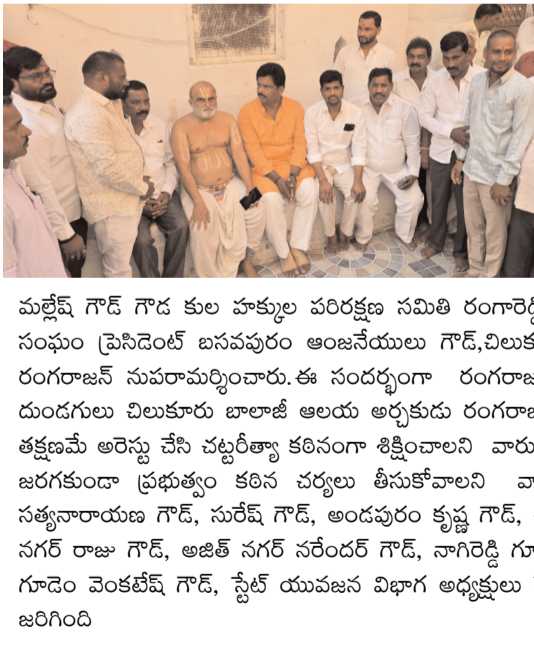 మల్లేష్ గౌడ్ గౌడ కుల హక్కుల పరిరక్షణ సమితి రంగారెడ్డి
సంఘం ప్రెసిడెంట్ బసవపురం ఆంజనేయులు గౌడ్,చిలుక
రంగరాజన్ నుపరామర్శించారు.ఈ సందర్భంగా రంగరాజ
దుండగులు చిలుకూరు బాలాజీ ఆలయ అర్చకుడు రంగరాజ
తక్షణమే అరెస్టు చేసి చట్టరీత్యా కఠినంగా శిక్షించాలని వారు
జరగకుండా ప్రభుత్వం కఠిన చర్యలు తీసుకోవాలని వా
సత్యనారాయణ గౌడ్, సురేష్ గౌడ్, అండపురం కృష్ణ గౌడ్,
నగర్ రాజు గౌడ్, అజిత్ నగర్ నరేందర్ గౌడ్, నాగిరెడ్డి గూ
గూడెం వెంకటేష్ గౌడ్, స్టేట్ యువజన విభాగ అధ్యక్షులు
జరిగింది